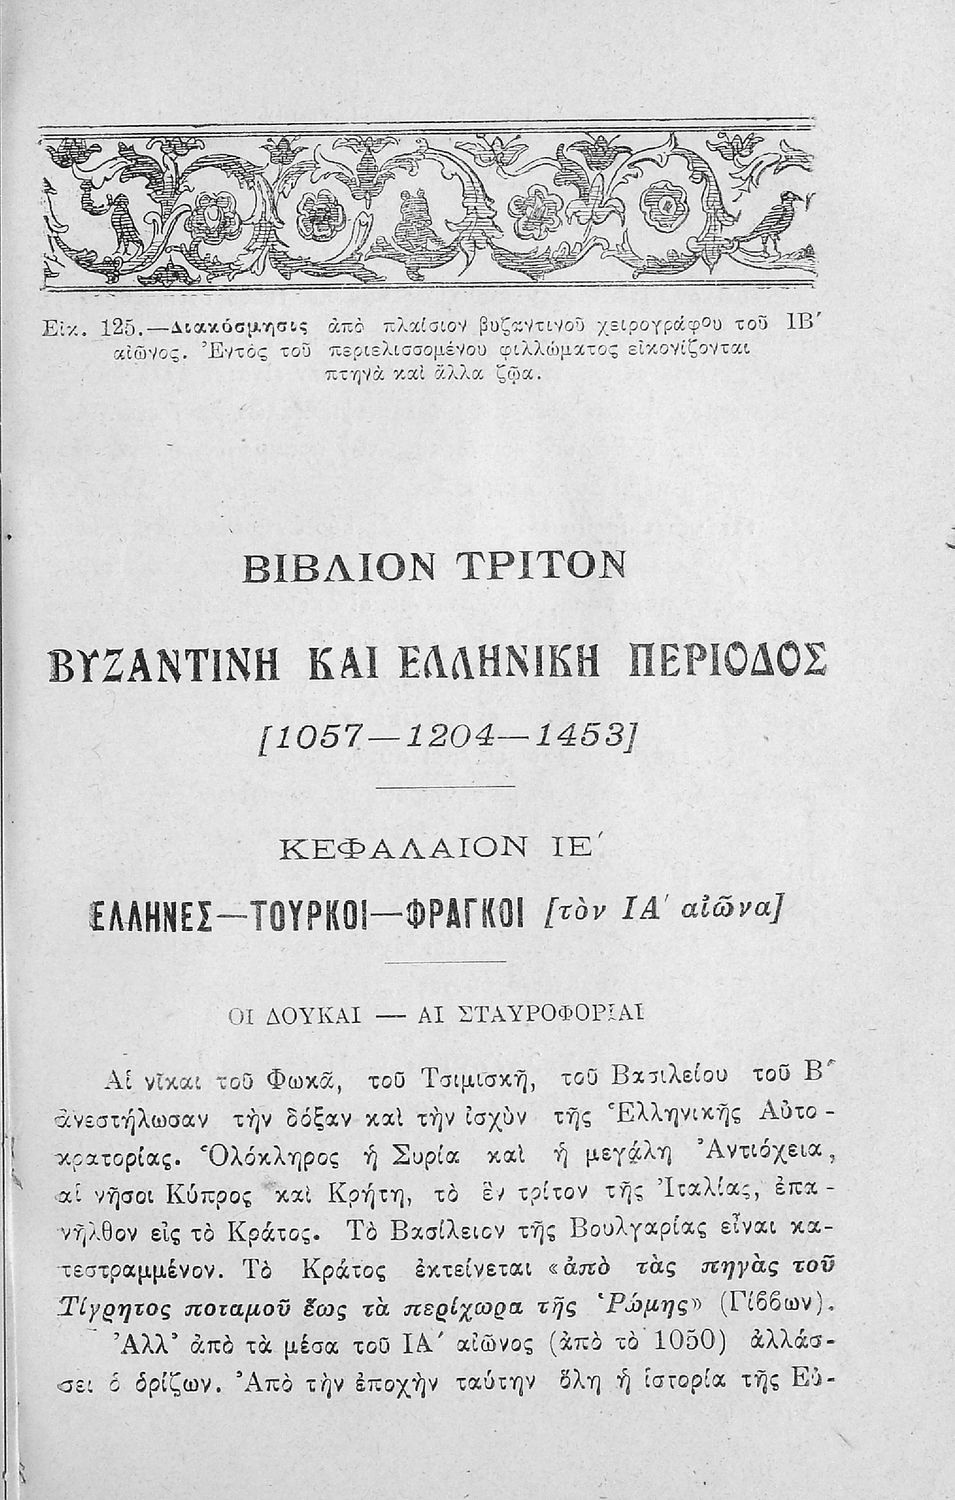 Εἰκ. 125.—Διακόσμησις ἀπὸ πλαίσιον βυζαντινοῦ χειρογράφου τοῦ ΙΒ′
αἰῶνος. Ἐντὸς τοῦ περιελισσομένου φιλλώματος εἰκονίζονται
πτηνὰ καὶ ἄλλα ζῷα.
ΒΙΒΛΙΟΝ ΤΡΙΤΟΝ
ΒΥΖΑΝΤΙΝΗ ΚΑΙ ΕΛΛΗΝΙΚΗ ΠΕΡΙΟΔΟΣ
[1057—1204—1453]
ΚΕΦΑΛΑΙΟΝ ΙΕ′
ΕΛΛΗΝΕΣ—ΤΟΥΡΚΟΙ—ΦΡΑΓΚΟΙ [τὸν ΙΑ′ αἰῶνα]
ΟΙ ΔΟΥΚΑΙ — ΑΙ ΣΤΑΥΡΟΦΟΡΙΑΙ
Αἱ νῖκαι τοῦ Φωκᾶ, τοῦ Τσιμισκῆ, τοῦ Βασιλείου τοῦ Β′
ἀνεστήλωσαν τὴν δόξαν καὶ τὴν ἰσχὺν τῆς Ἑλληνικῆς Αὐτο-
κρατορίας. Ὁλόκληρος ἡ Συρία καὶ ἡ μεγάλη Ἀντιόχεια,
αἱ νῆσοι Κύπρος καὶ Κρήτη, τὸ ἓν τρίτον τῆς Ἰταλίας, ἐπα-
νῆλθον εἰς τὸ Κράτος. Τὸ Βασίλειον τῆς Βουλγαρίας εἶναι κα-
τεστραμμένον. Τὸ Κράτος ἐκτείνεται «ἀπὸ τὰς πηγὰς τοῦ
Τίγρητος ποταμοῦ ἕως τὰ περίχωρα τῆς Ῥώμης» (Γίββων).
Ἀλλ’ ἀπὸ τὰ μέσα τοῦ ΙΑ′ αἰῶνος (ἀπὸ τὸ 1050) ἀλλάσ-
σει ὁ ὁρίζων. Ἀπὸ τὴν ἐποχὴν ταύτην ὅλη ἡ ἱστορία τῆς Εὐ-